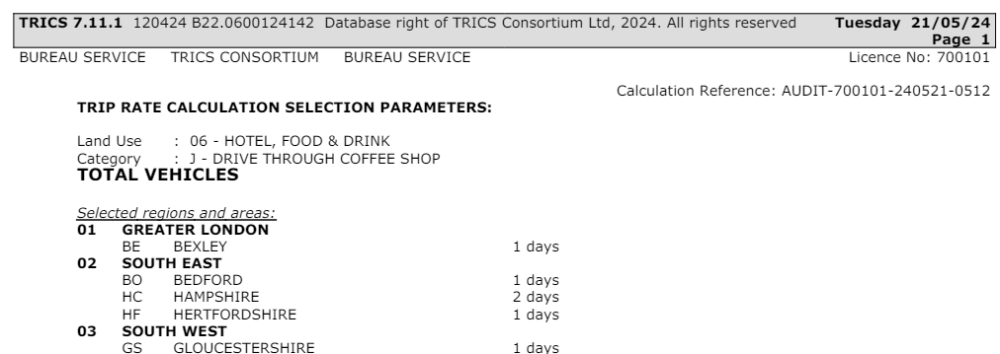 TRICS 7.11.1 120424 B22.0600124142 Database right of TRICS Consortium Ltd, 2024. All rights reserved Tuesday 21/05/24
Page 1
BUREAU SERVICE TRICS CONSORTIUM BUREAU SERVICE Licence No: 700101
Calculation Reference: AUDIT-700101-240521-0512
TRIP RATE CALCULATION SELECTION PARAMETERS:
Land Use : 06 - HOTEL, FOOD & DRINK
Category : J - DRIVE THROUGH COFFEE SHOP
TOTAL VEHICLES
Selected regions and areas:
01 GREATER LONDON
BE BEXLEY 1 days
02 SOUTH EAST
BO BEDFORD 1 days
HC HAMPSHIRE 2 days
HF HERTFORDSHIRE 1 days
03 SOUTH WEST
GS GLOUCESTERSHIRE 1 days